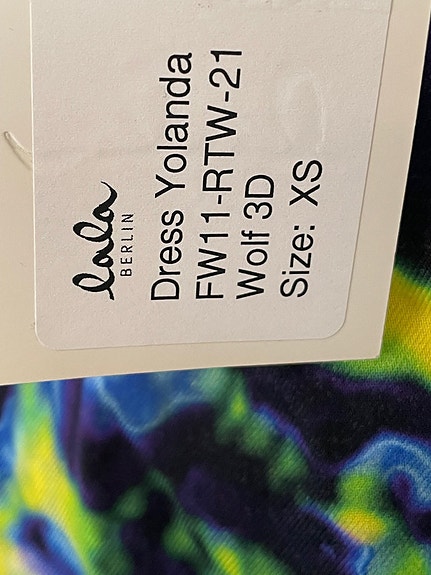 lala
BERLIN
Dress Yolanda
FW11-RTW-21
Wolf 3D
Size: XS